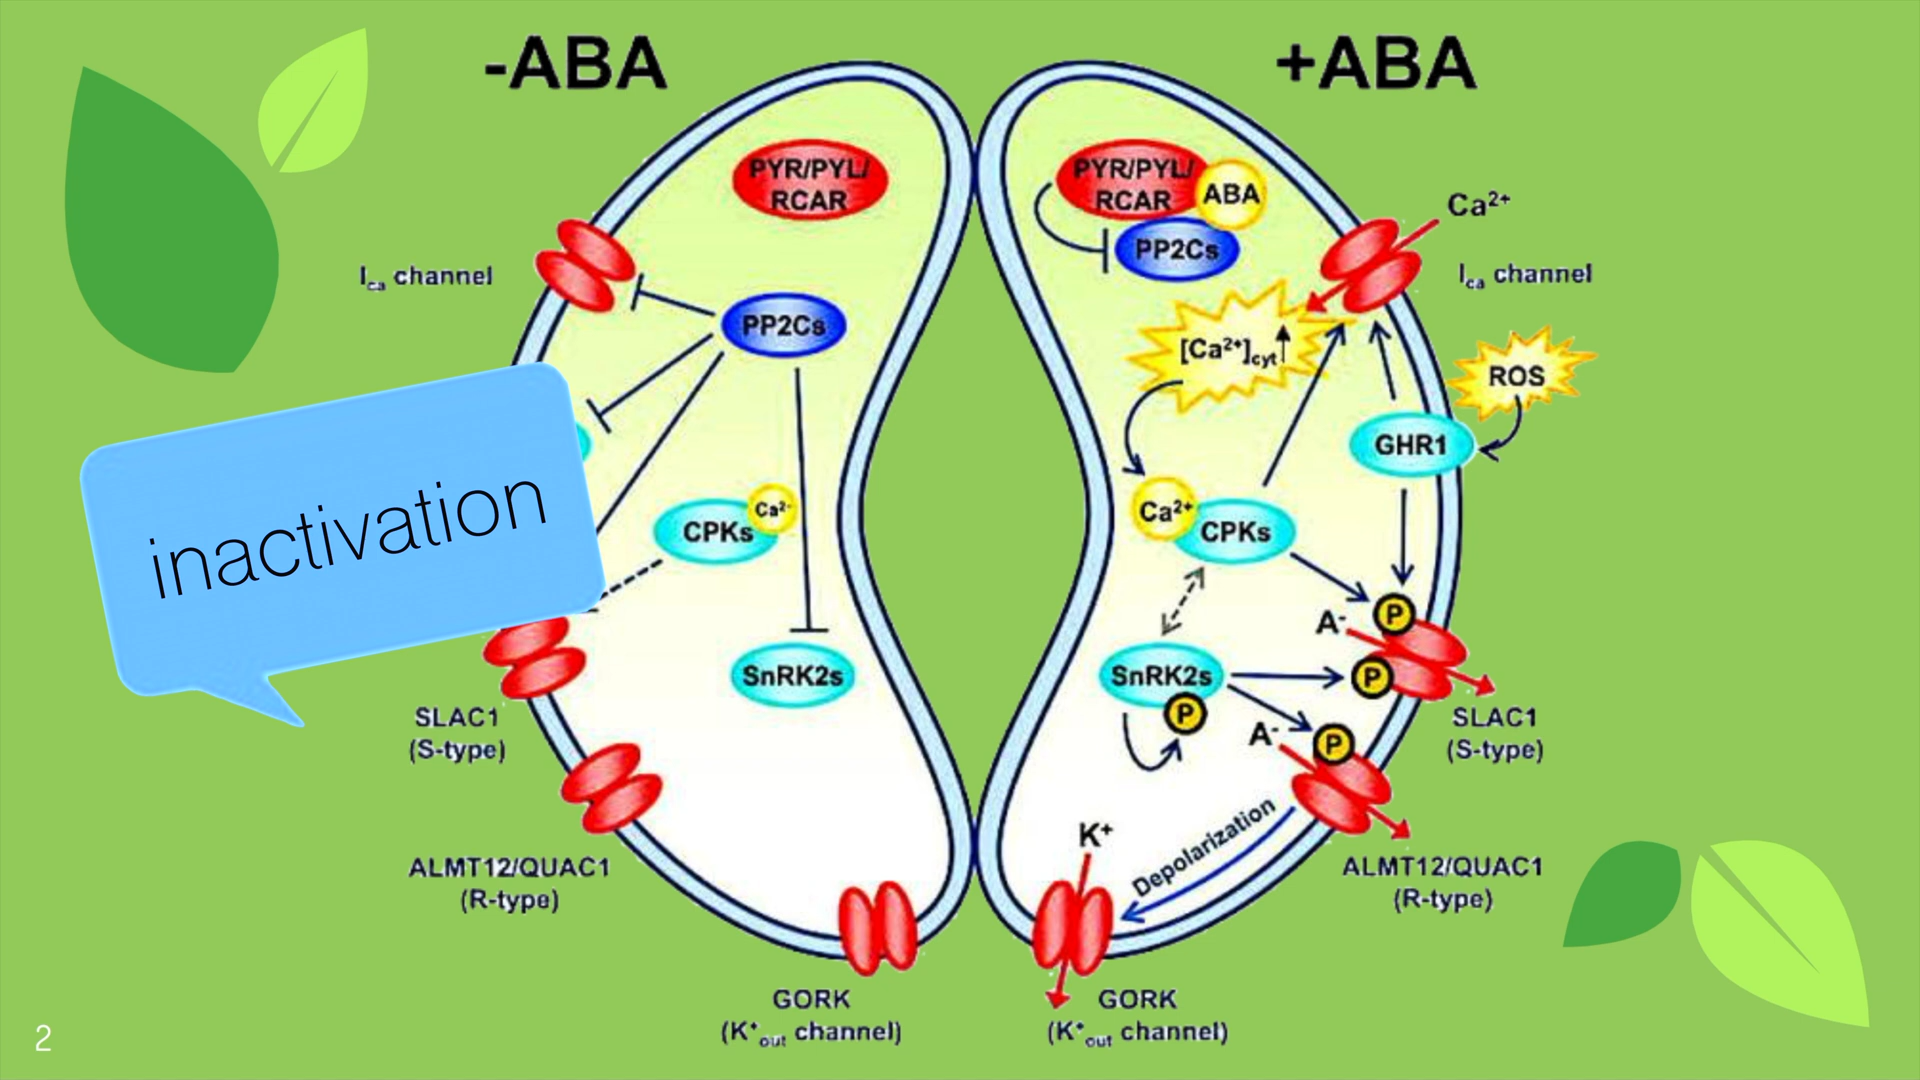 -ABA
+ABA
PYR/PYL/
RCAR
PYR/PYL/
RCAR
ABA
PP2Cs
Ca²⁺
I_ca channel
I_ca channel
PP2Cs
[Ca²⁺]cyt
ROS
GHR1
inactivation
CPKs
Ca²⁻
Ca²⁺
CPKs
P
A⁻
SnRK2s
SnRK2s
P
P
SLAC1
(S-type)
A⁻
P
SLAC1
(S-type)
K⁺
Depolarization
ALMT12/QUAC1
(R-type)
ALMT12/QUAC1
(R-type)
GORK
(K⁺out channel)
GORK
(K⁺out channel)
2